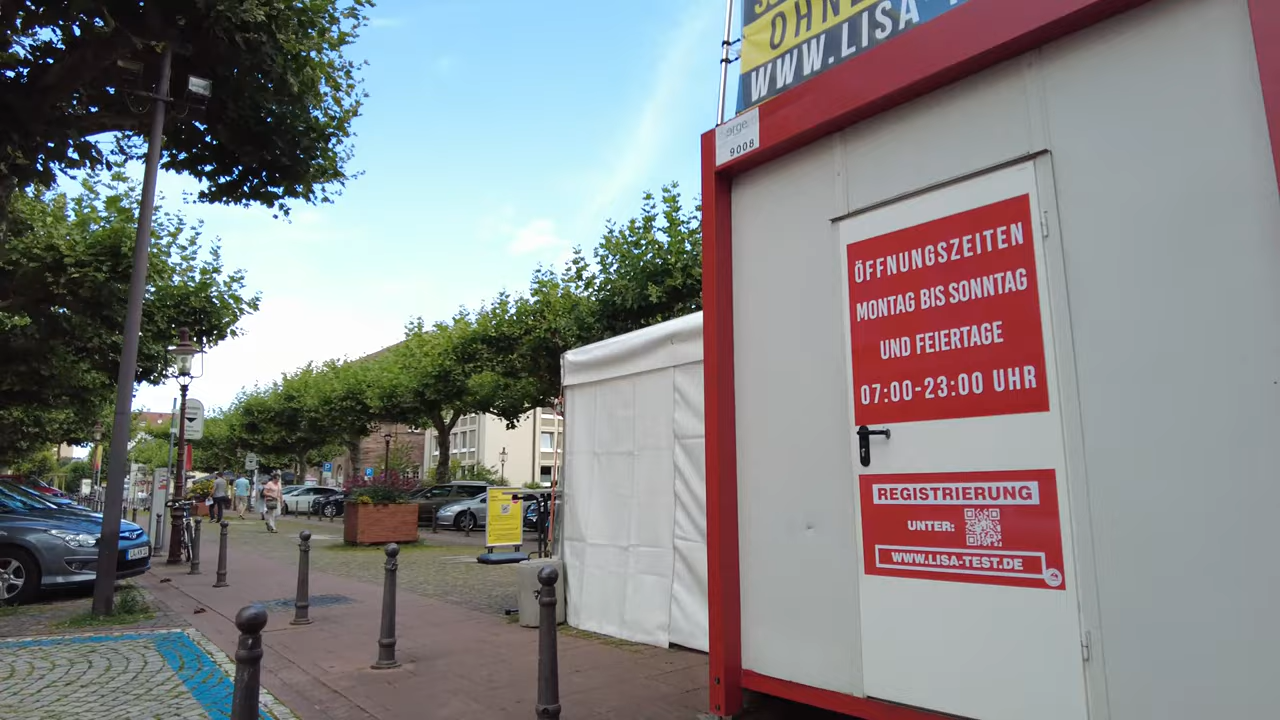 OHNE
WWW.LISA
erge
9008
ÖFFNUNGSZEITEN
MONTAG BIS SONNTAG
UND FEIERTAGE
07:00-23:00 UHR
REGISTRIERUNG
UNTER:
WWW.LISA-TEST.DE